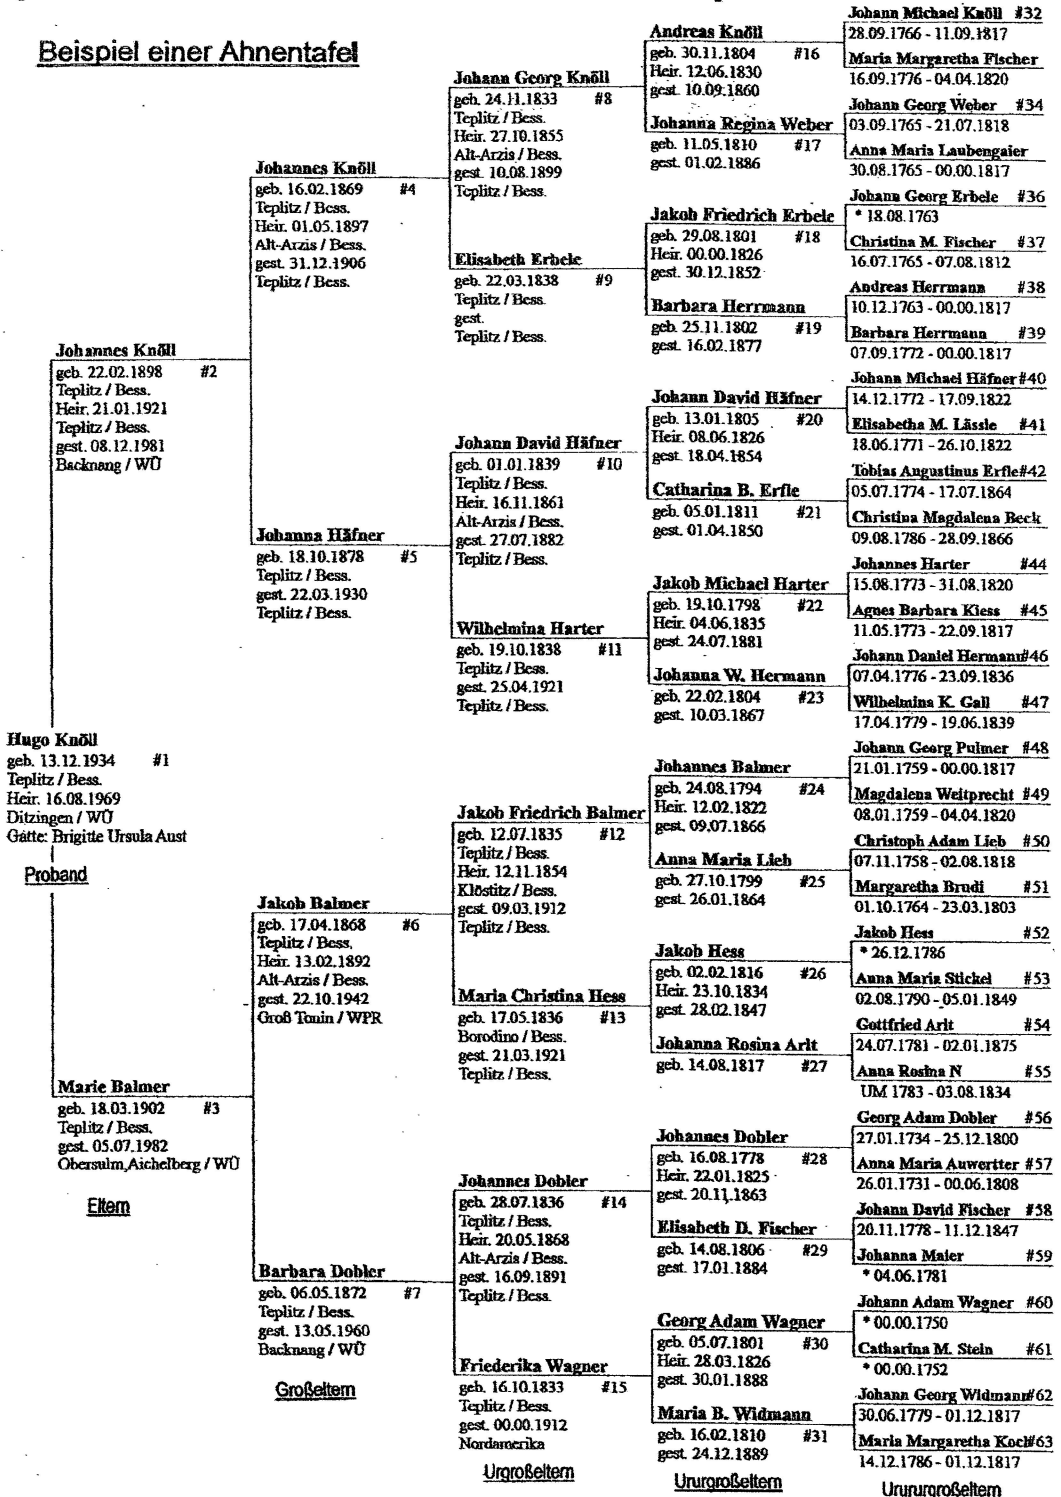 Beispiel einer Ahnentafel
Hugo Knöll
geb. 13.12.1934 #1
Teplitz / Bess.
Heir. 16.08.1969
Ditzingen / WÜ
Gatte: Brigitte Ursula Aust
Proband
Johannes Knöll
geb. 22.02.1898 #2
Teplitz / Bess.
Heir. 21.01.1921
Teplitz / Bess.
gest. 08.12.1981
Backnang / WÜ
Marie Balmer
geb. 18.03.1902 #3
Teplitz / Bess.
gest. 05.07.1982
Obersulm,Aichelberg / WÜ
Eltern
Johannes Knöll
geb. 16.02.1869 #4
Teplitz / Bess.
Heir. 01.05.1897
Alt-Arzis / Bess.
gest. 31.12.1906
Teplitz / Bess.
Johanna Häfner
geb. 18.10.1878 #5
Teplitz / Bess.
gest. 22.03.1930
Teplitz / Bess.
Jakob Balmer
geb. 17.04.1868 #6
Teplitz / Bess.
Heir. 13.02.1892
Alt-Arzis / Bess.
gest. 22.10.1942
Groß Tonin / WPR
Barbara Dobler
geb. 06.05.1872 #7
Teplitz / Bess.
gest. 13.05.1960
Backnang / WÜ
Großeltern
Johann Georg Knöll
geb. 24.11.1833 #8
Teplitz / Bess.
Heir. 27.10.1855
Alt-Arzis / Bess.
gest. 10.08.1899
Teplitz / Bess.
Elisabeth Erbele
geb. 22.03.1838 #9
Teplitz / Bess.
gest.
Teplitz / Bess.
Johann David Häfner
geb. 01.01.1839 #10
Teplitz / Bess.
Heir. 16.11.1861
Alt-Arzis / Bess.
gest. 27.07.1882
Teplitz / Bess.
Wilhelmina Harter
geb. 19.10.1838 #11
Teplitz / Bess.
gest. 25.04.1921
Teplitz / Bess.
Jakob Friedrich Balmer
geb. 12.07.1835 #12
Teplitz / Bess.
Heir. 12.11.1854
Klöstitz / Bess.
gest. 09.03.1912
Teplitz / Bess.
Maria Christina Hess
geb. 17.05.1836 #13
Borodino / Bess.
gest. 21.03.1921
Teplitz / Bess.
Johannes Dobler
geb. 28.07.1836 #14
Teplitz / Bess.
Heir. 20.05.1868
Alt-Arzis / Bess.
gest. 16.09.1891
Teplitz / Bess.
Friederika Wagner
geb. 16.10.1833 #15
Teplitz / Bess.
gest. 00.00.1912
Nordamerika
Urgroßeltern
Andreas Knöll
geb. 30.11.1804 #16
Heir. 12.06.1830
gest. 10.09.1860
Johanna Regina Weber
geb. 11.05.1810 #17
gest. 01.02.1886
Jakob Friedrich Erbele
geb. 29.08.1801 #18
Heir. 00.00.1826
gest. 30.12.1852
Barbara Herrmann
geb. 25.11.1802 #19
gest. 16.02.1877
Johann David Häfner
geb. 13.01.1805 #20
Heir. 08.06.1826
gest. 18.04.1854
Catharina B. Erfle
geb. 05.01.1811 #21
gest. 01.04.1850
Jakob Michael Harter
geb. 19.10.1798 #22
Heir. 04.06.1835
gest. 24.07.1881
Johanna W. Hermann
geb. 22.02.1804 #23
gest. 10.03.1867
Johannes Balmer
geb. 24.08.1794 #24
Heir. 12.02.1822
gest. 09.07.1866
Anna Maria Lieb
geb. 27.10.1799 #25
gest. 26.01.1864
Jakob Hess
geb. 02.02.1816 #26
Heir. 23.10.1834
gest. 28.02.1847
Johanna Rosina Arlt
geb. 14.08.1817 #27
Johannes Dobler
geb. 16.08.1778 #28
Heir. 22.01.1825
gest. 20.11.1863
Elisabeth D. Fischer
geb. 14.08.1806 #29
gest. 17.01.1884
Georg Adam Wagner
geb. 05.07.1801 #30
Heir. 28.03.1826
gest. 30.01.1888
Maria B. Widmann
geb. 16.02.1810 #31
gest. 24.12.1889
Ururgroßeltern
Johann Michael Knöll #32
28.09.1766 - 11.09.1817
Maria Margaretha Fischer
16.09.1776 - 04.04.1820
Johann Georg Weber #34
03.09.1765 - 21.07.1818
Anna Maria Laubengaier
30.08.1765 - 00.00.1817
Johann Georg Erbele #36
* 18.08.1763
Christina M. Fischer #37
16.07.1765 - 07.08.1812
Andreas Herrmann #38
10.12.1763 - 00.00.1817
Barbara Herrmann #39
07.09.1772 - 00.00.1817
Johann Michael Häfner#40
14.12.1772 - 17.09.1822
Elisabetha M. Lässle #41
18.06.1771 - 26.10.1822
Tobias Augustinus Erfle#42
05.07.1774 - 17.07.1864
Christina Magdalena Beck
09.08.1786 - 28.09.1866
Johannes Harter #44
15.08.1773 - 31.08.1820
Agnes Barbara Kiess #45
11.05.1773 - 22.09.1817
Johann Daniel Hermann#46
07.04.1776 - 23.09.1836
Wilhelmina K. Gall #47
17.04.1779 - 19.06.1839
Johann Georg Pulmer #48
21.01.1759 - 00.00.1817
Magdalena Weitprecht #49
08.01.1759 - 04.04.1820
Christoph Adam Lieb #50
07.11.1758 - 02.08.1818
Margaretha Brudi #51
01.10.1764 - 23.03.1803
Jakob Hess #52
* 26.12.1786
Anna Maria Stickel #53
02.08.1790 - 05.01.1849
Gottfried Arlt #54
24.07.1781 - 02.01.1875
Anna Rosina N #55
UM 1783 - 03.08.1834
Georg Adam Dobler #56
27.01.1734 - 25.12.1800
Anna Maria Auwertter #57
26.01.1731 - 00.06.1808
Johann David Fischer #58
20.11.1778 - 11.12.1847
Johanna Maier #59
* 04.06.1781
Johann Adam Wagner #60
* 00.00.1750
Catharina M. Stein #61
* 00.00.1752
Johann Georg Widmann#62
30.06.1779 - 01.12.1817
Maria Margaretha Koch#63
14.12.1786 - 01.12.1817
Urururgroßeltern